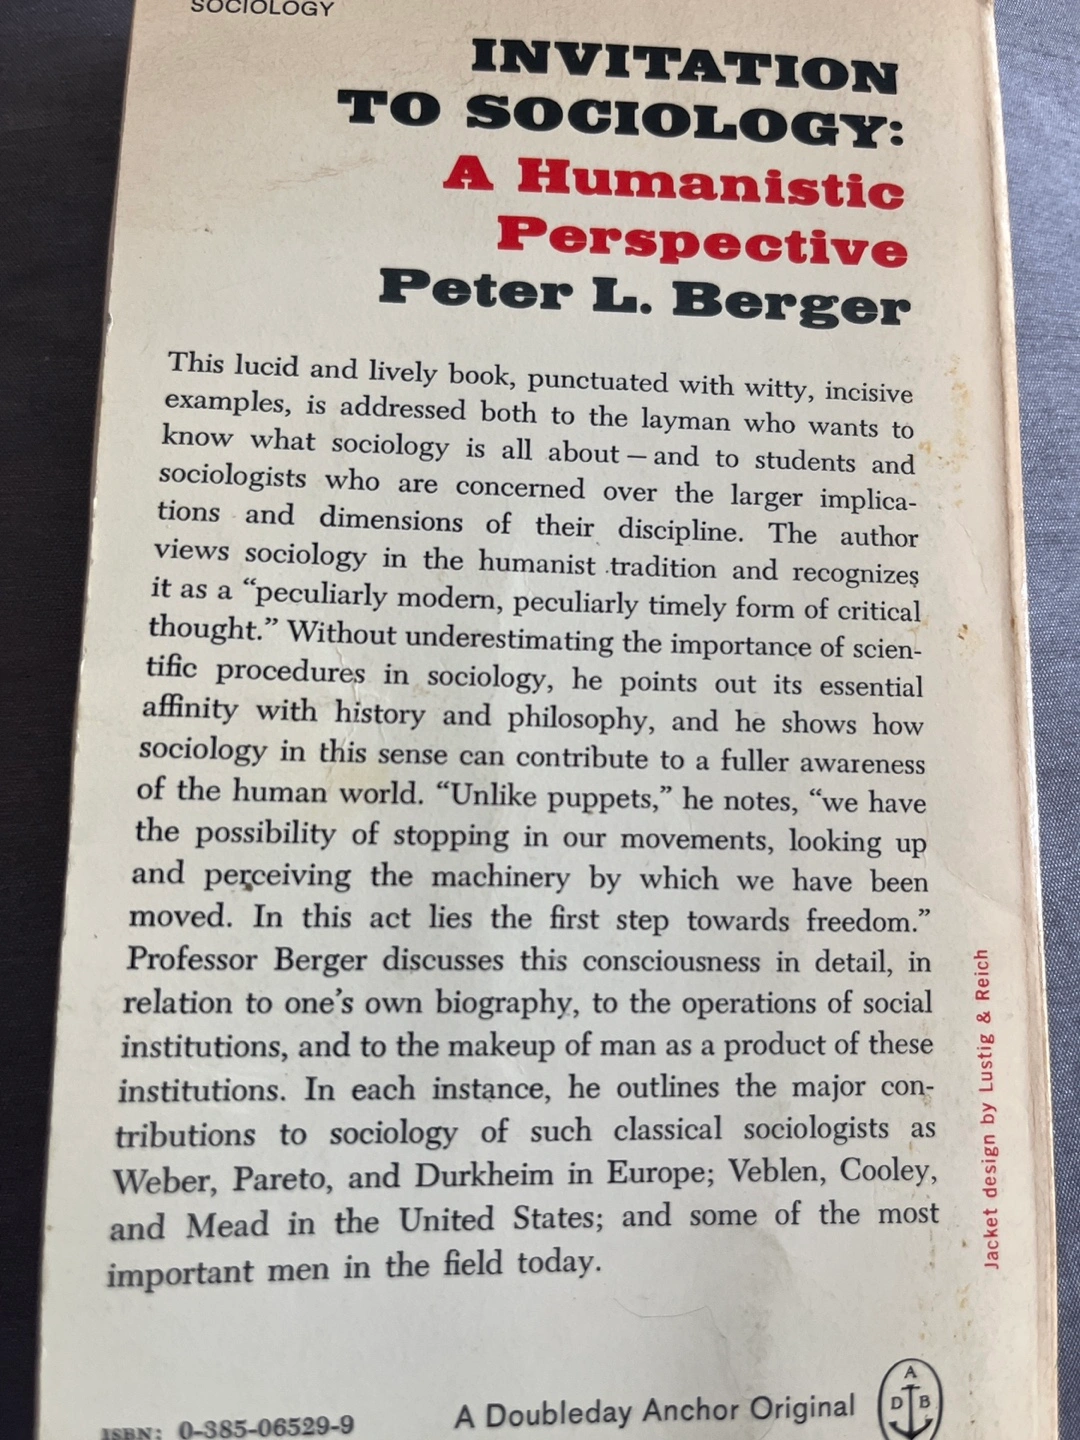 SOCIOLOGY
INVITATION
TO SOCIOLOGY:
A Humanistic
Perspective
Peter L. Berger
This lucid and lively book, punctuated with witty, incisive
examples, is addressed both to the layman who wants to
know what sociology is all about — and to students and
sociologists who are concerned over the larger implica-
tions and dimensions of their discipline. The author
views sociology in the humanist tradition and recognizes
it as a “peculiarly modern, peculiarly timely form of critical
thought.” Without underestimating the importance of scien-
tific procedures in sociology, he points out its essential
affinity with history and philosophy, and he shows how
sociology in this sense can contribute to a fuller awareness
of the human world. “Unlike puppets,” he notes, “we have
the possibility of stopping in our movements, looking up
and perceiving the machinery by which we have been
moved. In this act lies the first step towards freedom.”
Professor Berger discusses this consciousness in detail, in
relation to one’s own biography, to the operations of social
institutions, and to the makeup of man as a product of these
institutions. In each instance, he outlines the major con-
tributions to sociology of such classical sociologists as
Weber, Pareto, and Durkheim in Europe; Veblen, Cooley,
and Mead in the United States; and some of the most
important men in the field today.
Jacket design by Lustig & Reich
ISBN: 0-385-06529-9
A Doubleday Anchor Original
A
D B